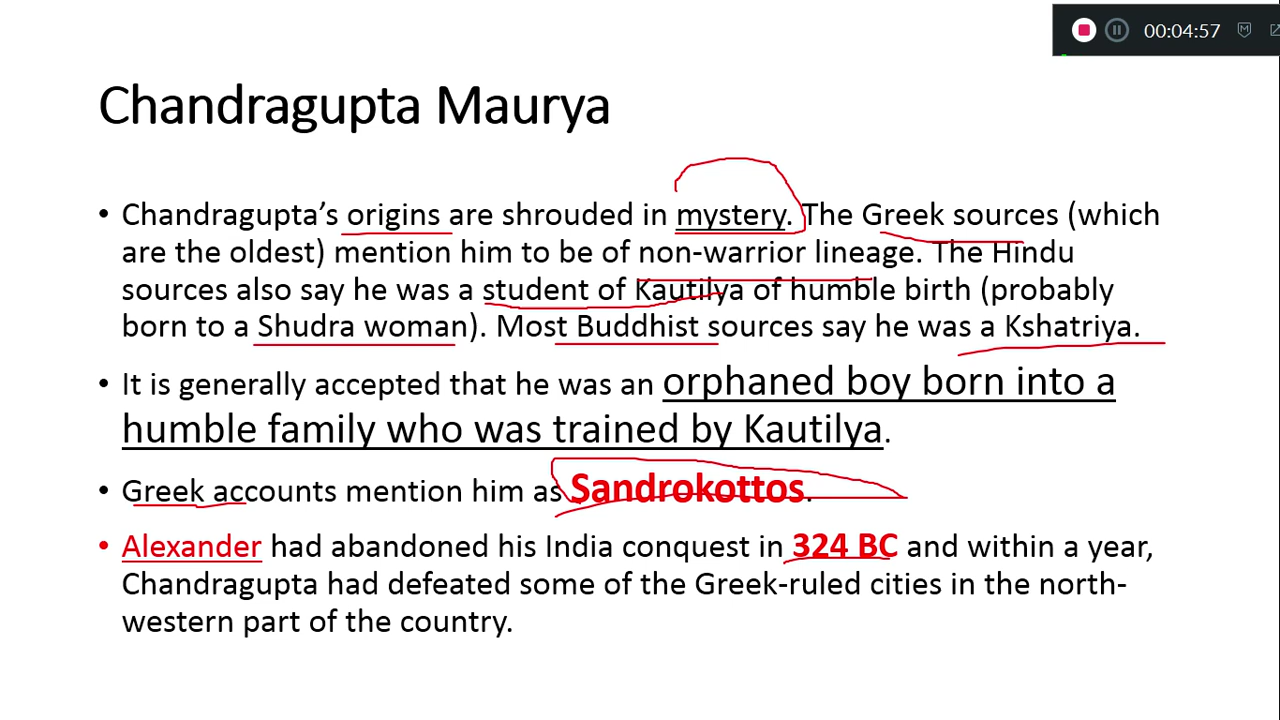 00:04:57
Chandragupta Maurya
• Chandragupta’s origins are shrouded in mystery. The Greek sources (which
are the oldest) mention him to be of non-warrior lineage. The Hindu
sources also say he was a student of Kautilya of humble birth (probably
born to a Shudra woman). Most Buddhist sources say he was a Kshatriya.
• It is generally accepted that he was an orphaned boy born into a
humble family who was trained by Kautilya.
• Greek accounts mention him as Sandrokottos.
• Alexander had abandoned his India conquest in 324 BC and within a year,
Chandragupta had defeated some of the Greek-ruled cities in the north-
western part of the country.